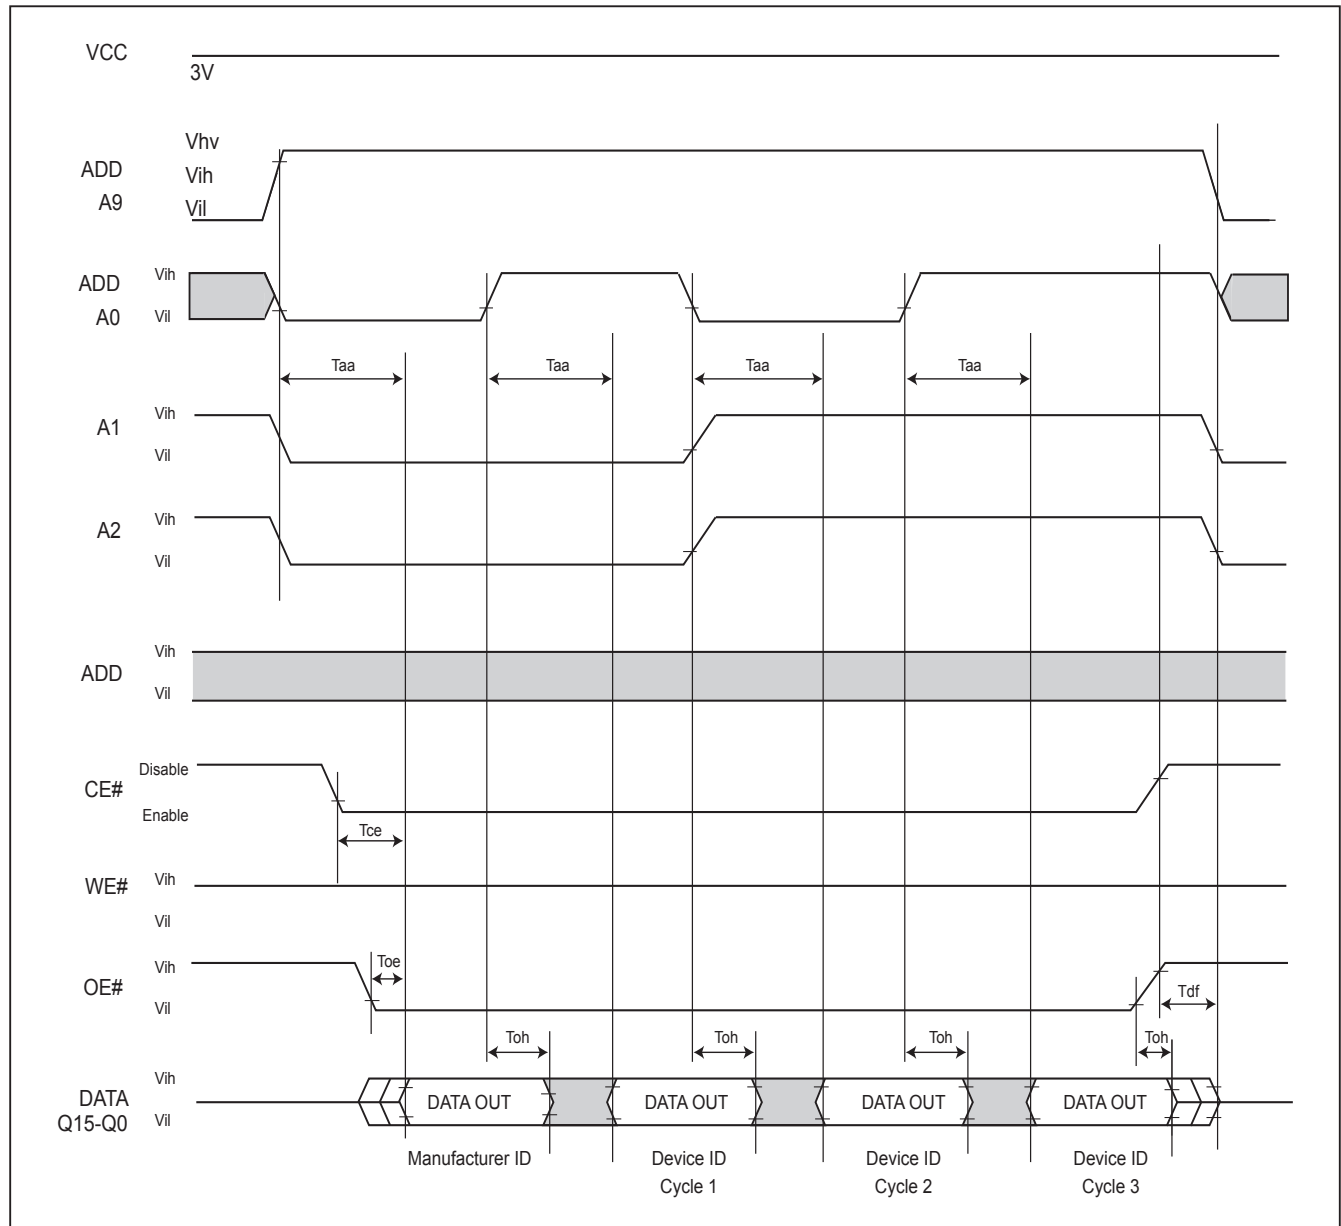 VCC
3V
ADD
A9
Vhv
Vih
Vil
ADD
A0
Vih
Vil
Taa
Taa
Taa
Taa
A1
Vih
Vil
A2
Vih
Vil
ADD
Vih
Vil
CE#
Disable
Enable
Tce
WE#
Vih
Vil
OE#
Vih
Vil
Toe
Tdf
Toh
Toh
Toh
Toh
DATA
Q15-Q0
Vih
Vil
DATA OUT
DATA OUT
DATA OUT
DATA OUT
Manufacturer ID
Device ID
Cycle 1
Device ID
Cycle 2
Device ID
Cycle 3